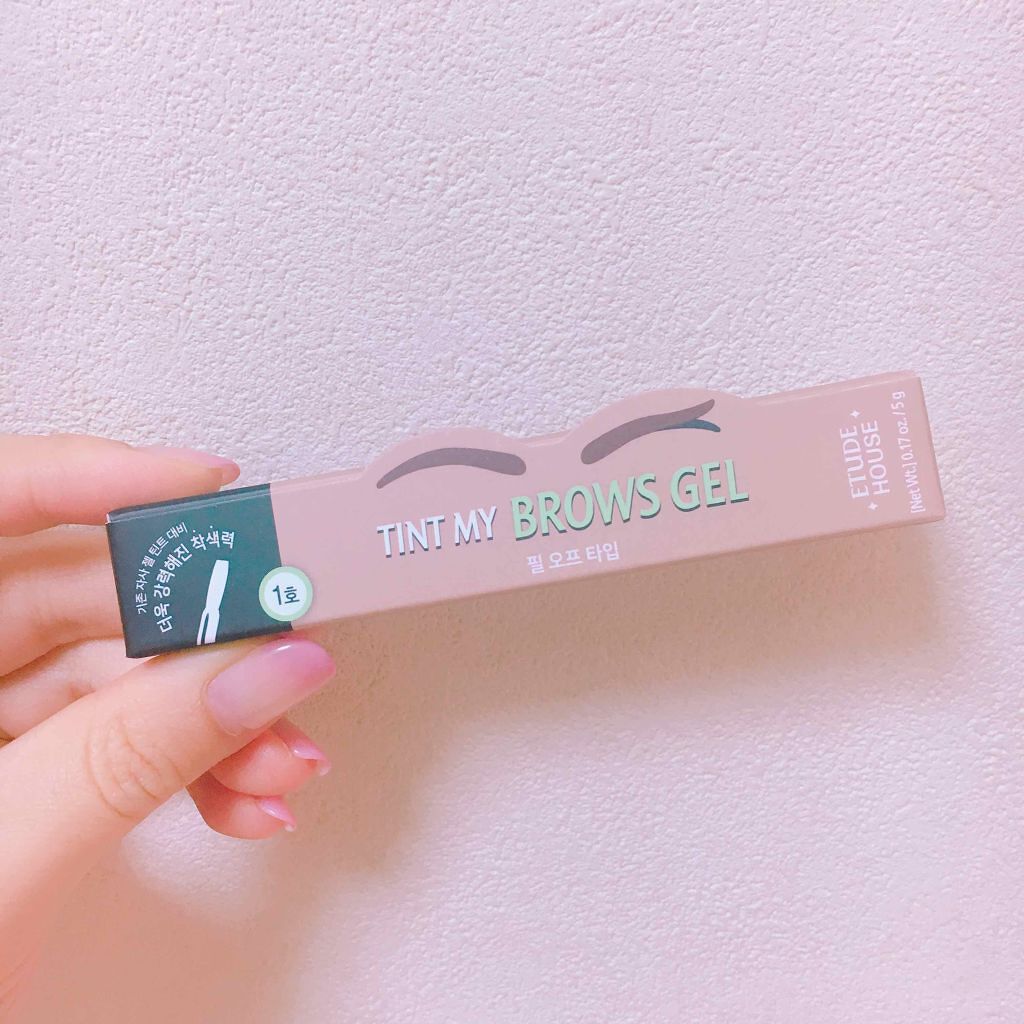 기존 자사 젤 틴트 대비
더욱 강력해진 착색력
1호
TINT MY BROWS GEL
필 오프 타입
ETUDE
HOUSE
[Net Wt.] 0.17 oz. / 5 g